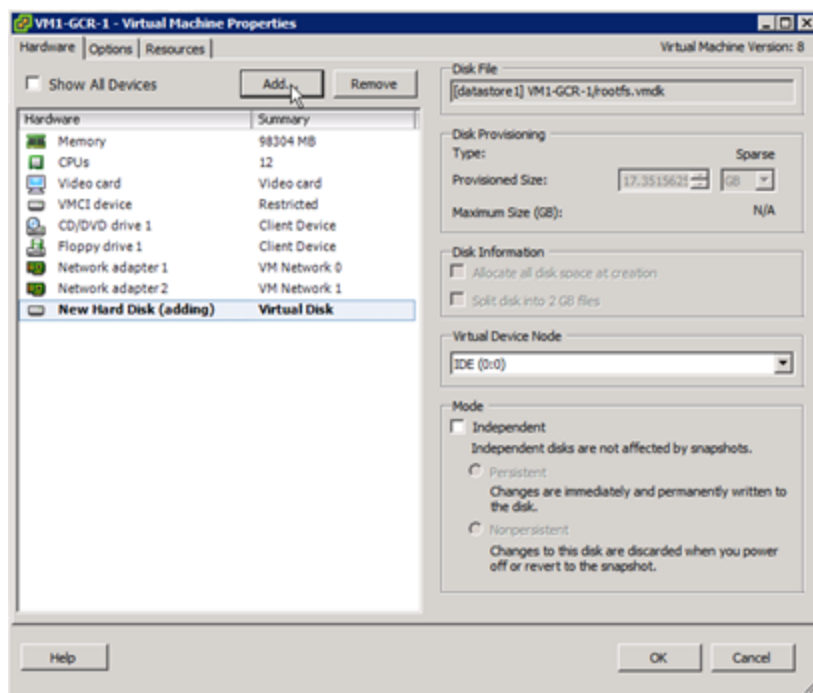 VM1-GCR-1 - Virtual Machine Properties
Hardware Options Resources Virtual Machine Version: 8
Show All Devices Add... Remove
Hardware Summary
Memory 98304 MB
CPUs 12
Video card Video card
VMCI device Restricted
CD/DVD drive 1 Client Device
Floppy drive 1 Client Device
Network adapter 1 VM Network 0
Network adapter 2 VM Network 1
New Hard Disk (adding) Virtual Disk
Disk File
[datastore1] VM1-GCR-1/rootfs.vmdk
Disk Provisioning
Type: Sparse
Provisioned Size: 17.3515625 GB
Maximum Size (GB): N/A
Disk Information
Allocate all disk space at creation
Split disk into 2 GB files
Virtual Device Node
IDE (0:0)
Mode
Independent
Independent disks are not affected by snapshots.
Persistent
Changes are immediately and permanently written to
the disk.
Nonpersistent
Changes to this disk are discarded when you power
off or revert to the snapshot.
Help OK Cancel